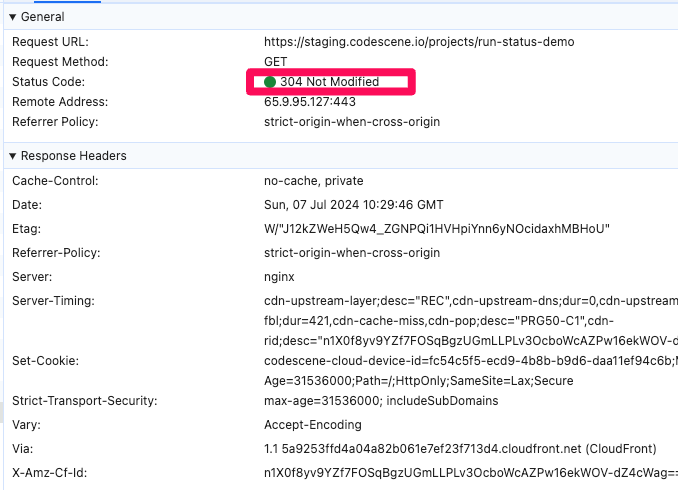 ▼ General
Request URL: https://staging.codescene.io/projects/run-status-demo
Request Method: GET
Status Code: 304 Not Modified
Remote Address: 65.9.95.127:443
Referrer Policy: strict-origin-when-cross-origin
▼ Response Headers
Cache-Control: no-cache, private
Date: Sun, 07 Jul 2024 10:29:46 GMT
Etag: W/"J12kZWeH5Qw4_ZGNPQi1HVHpiYnn6yNOcidaxhMBHoU"
Referrer-Policy: strict-origin-when-cross-origin
Server: nginx
Server-Timing: cdn-upstream-layer;desc="REC",cdn-upstream-dns;dur=0,cdn-upstream
fbl;dur=421,cdn-cache-miss,cdn-pop;desc="PRG50-C1",cdn-
rid;desc="n1X0f8yv9YZf7FOSqBgzUGmLLPLv3OcboWcAZPw16ekWOV-d
Set-Cookie: codescene-cloud-device-id=fc54c5f5-ecd9-4b8b-b9d6-daa11ef94c6b;M
Age=31536000;Path=/;HttpOnly;SameSite=Lax;Secure
Strict-Transport-Security: max-age=31536000; includeSubDomains
Vary: Accept-Encoding
Via: 1.1 5a9253ffd4a04a82b061e7ef23f713d4.cloudfront.net (CloudFront)
X-Amz-Cf-Id: n1X0f8yv9YZf7FOSqBgzUGmLLPLv3OcboWcAZPw16ekWOV-dZ4cWag==